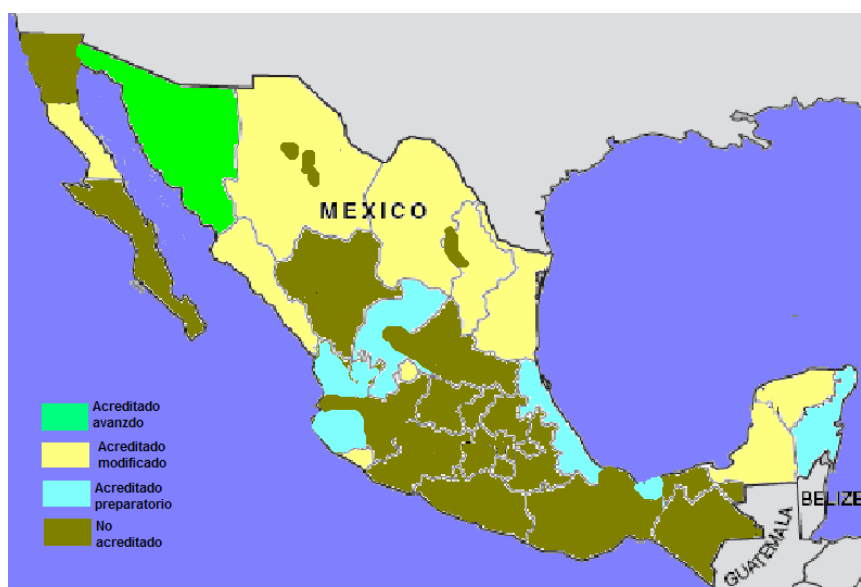 MEXICO
Acreditado
avanzdo
Acreditado
modificado
Acreditado
preparatorio
No
acreditado
BELIZE
GUATEMALA